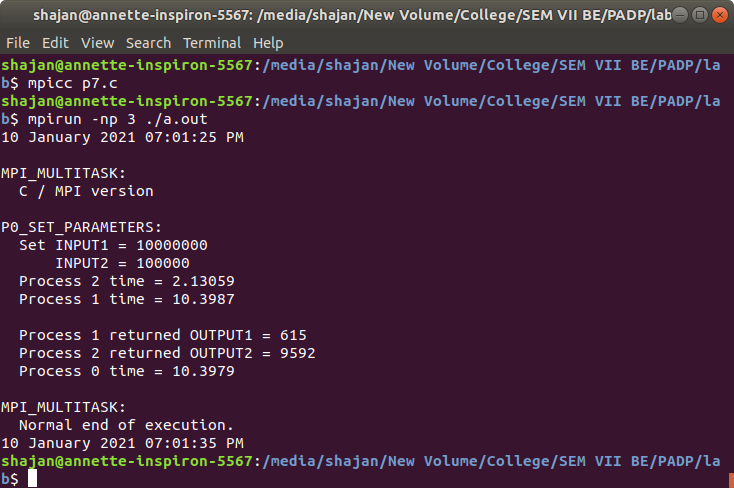 shajan@annette-inspiron-5567: /media/shajan/New Volume/College/SEM VII BE/PADP/lab
File Edit View Search Terminal Help
shajan@annette-inspiron-5567:/media/shajan/New Volume/College/SEM VII BE/PADP/la
b$ mpicc p7.c
shajan@annette-inspiron-5567:/media/shajan/New Volume/College/SEM VII BE/PADP/la
b$ mpirun -np 3 ./a.out
10 January 2021 07:01:25 PM
MPI_MULTITASK:
  C / MPI version
P0_SET_PARAMETERS:
  Set INPUT1 = 10000000
      INPUT2 = 100000
  Process 2 time = 2.13059
  Process 1 time = 10.3987
  Process 1 returned OUTPUT1 = 615
  Process 2 returned OUTPUT2 = 9592
  Process 0 time = 10.3979
MPI_MULTITASK:
  Normal end of execution.
10 January 2021 07:01:35 PM
shajan@annette-inspiron-5567:/media/shajan/New Volume/College/SEM VII BE/PADP/la
b$